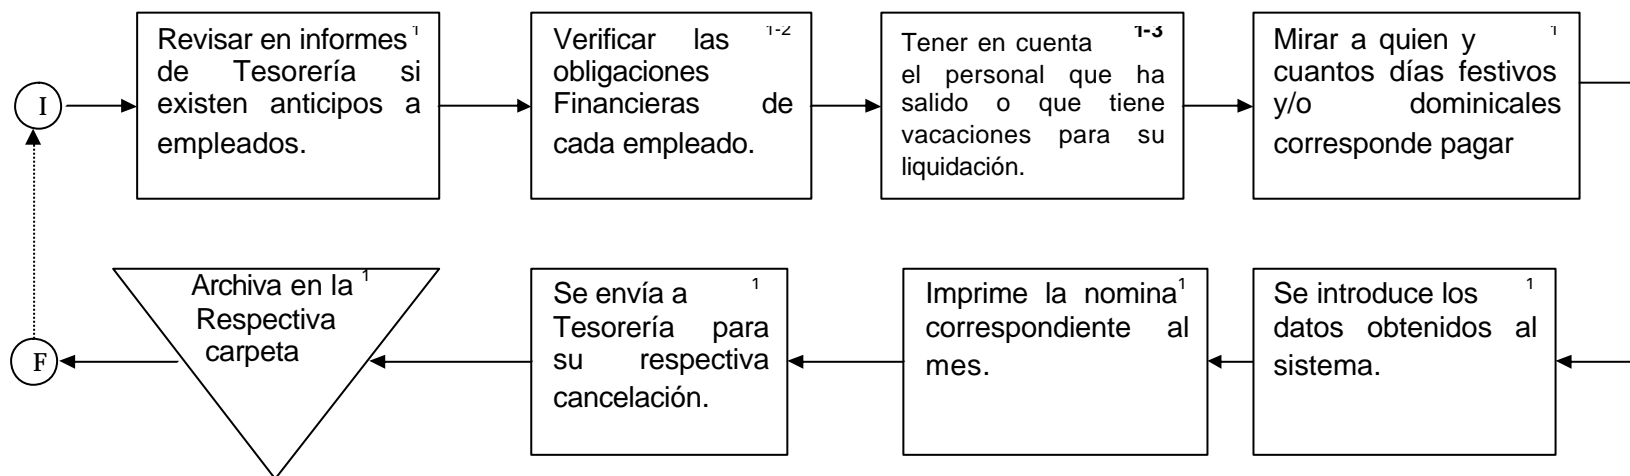 I
Revisar en informes 1
de Tesorería si
existen anticipos a
empleados.
Verificar las 1-2
obligaciones
Financieras de
cada empleado.
Tener en cuenta 1-3
el personal que ha
salido o que tiene
vacaciones para su
liquidación.
Mirar a quien y 1
cuantos días festivos
y/o dominicales
corresponde pagar
Se introduce los 1
datos obtenidos al
sistema.
Imprime la nomina 1
correspondiente al
mes.
Se envía a 1
Tesorería para
su respectiva
cancelación.
Archiva en la 1
Respectiva
carpeta
F